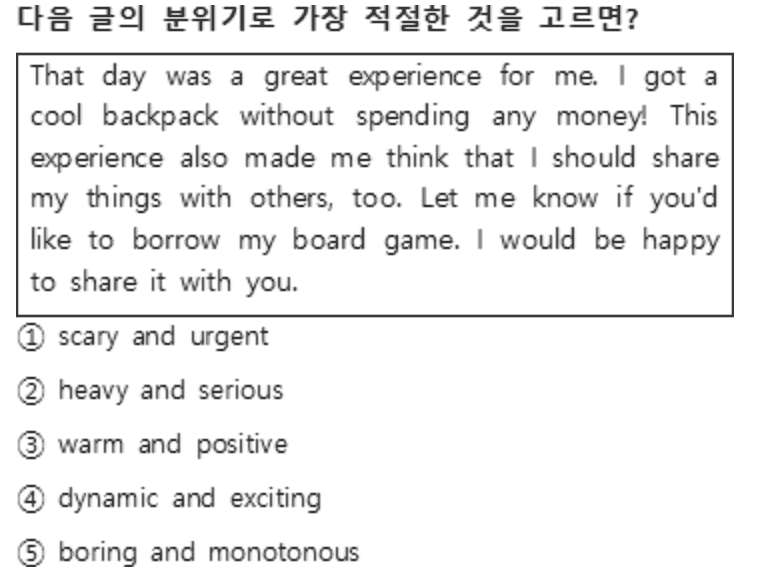 다음 글의 분위기로 가장 적절한 것을 고르면?
That day was a great experience for me. I got a
cool backpack without spending any money! This
experience also made me think that I should share
my things with others, too. Let me know if you'd
like to borrow my board game. I would be happy
to share it with you.
① scary and urgent
② heavy and serious
③ warm and positive
④ dynamic and exciting
⑤ boring and monotonous